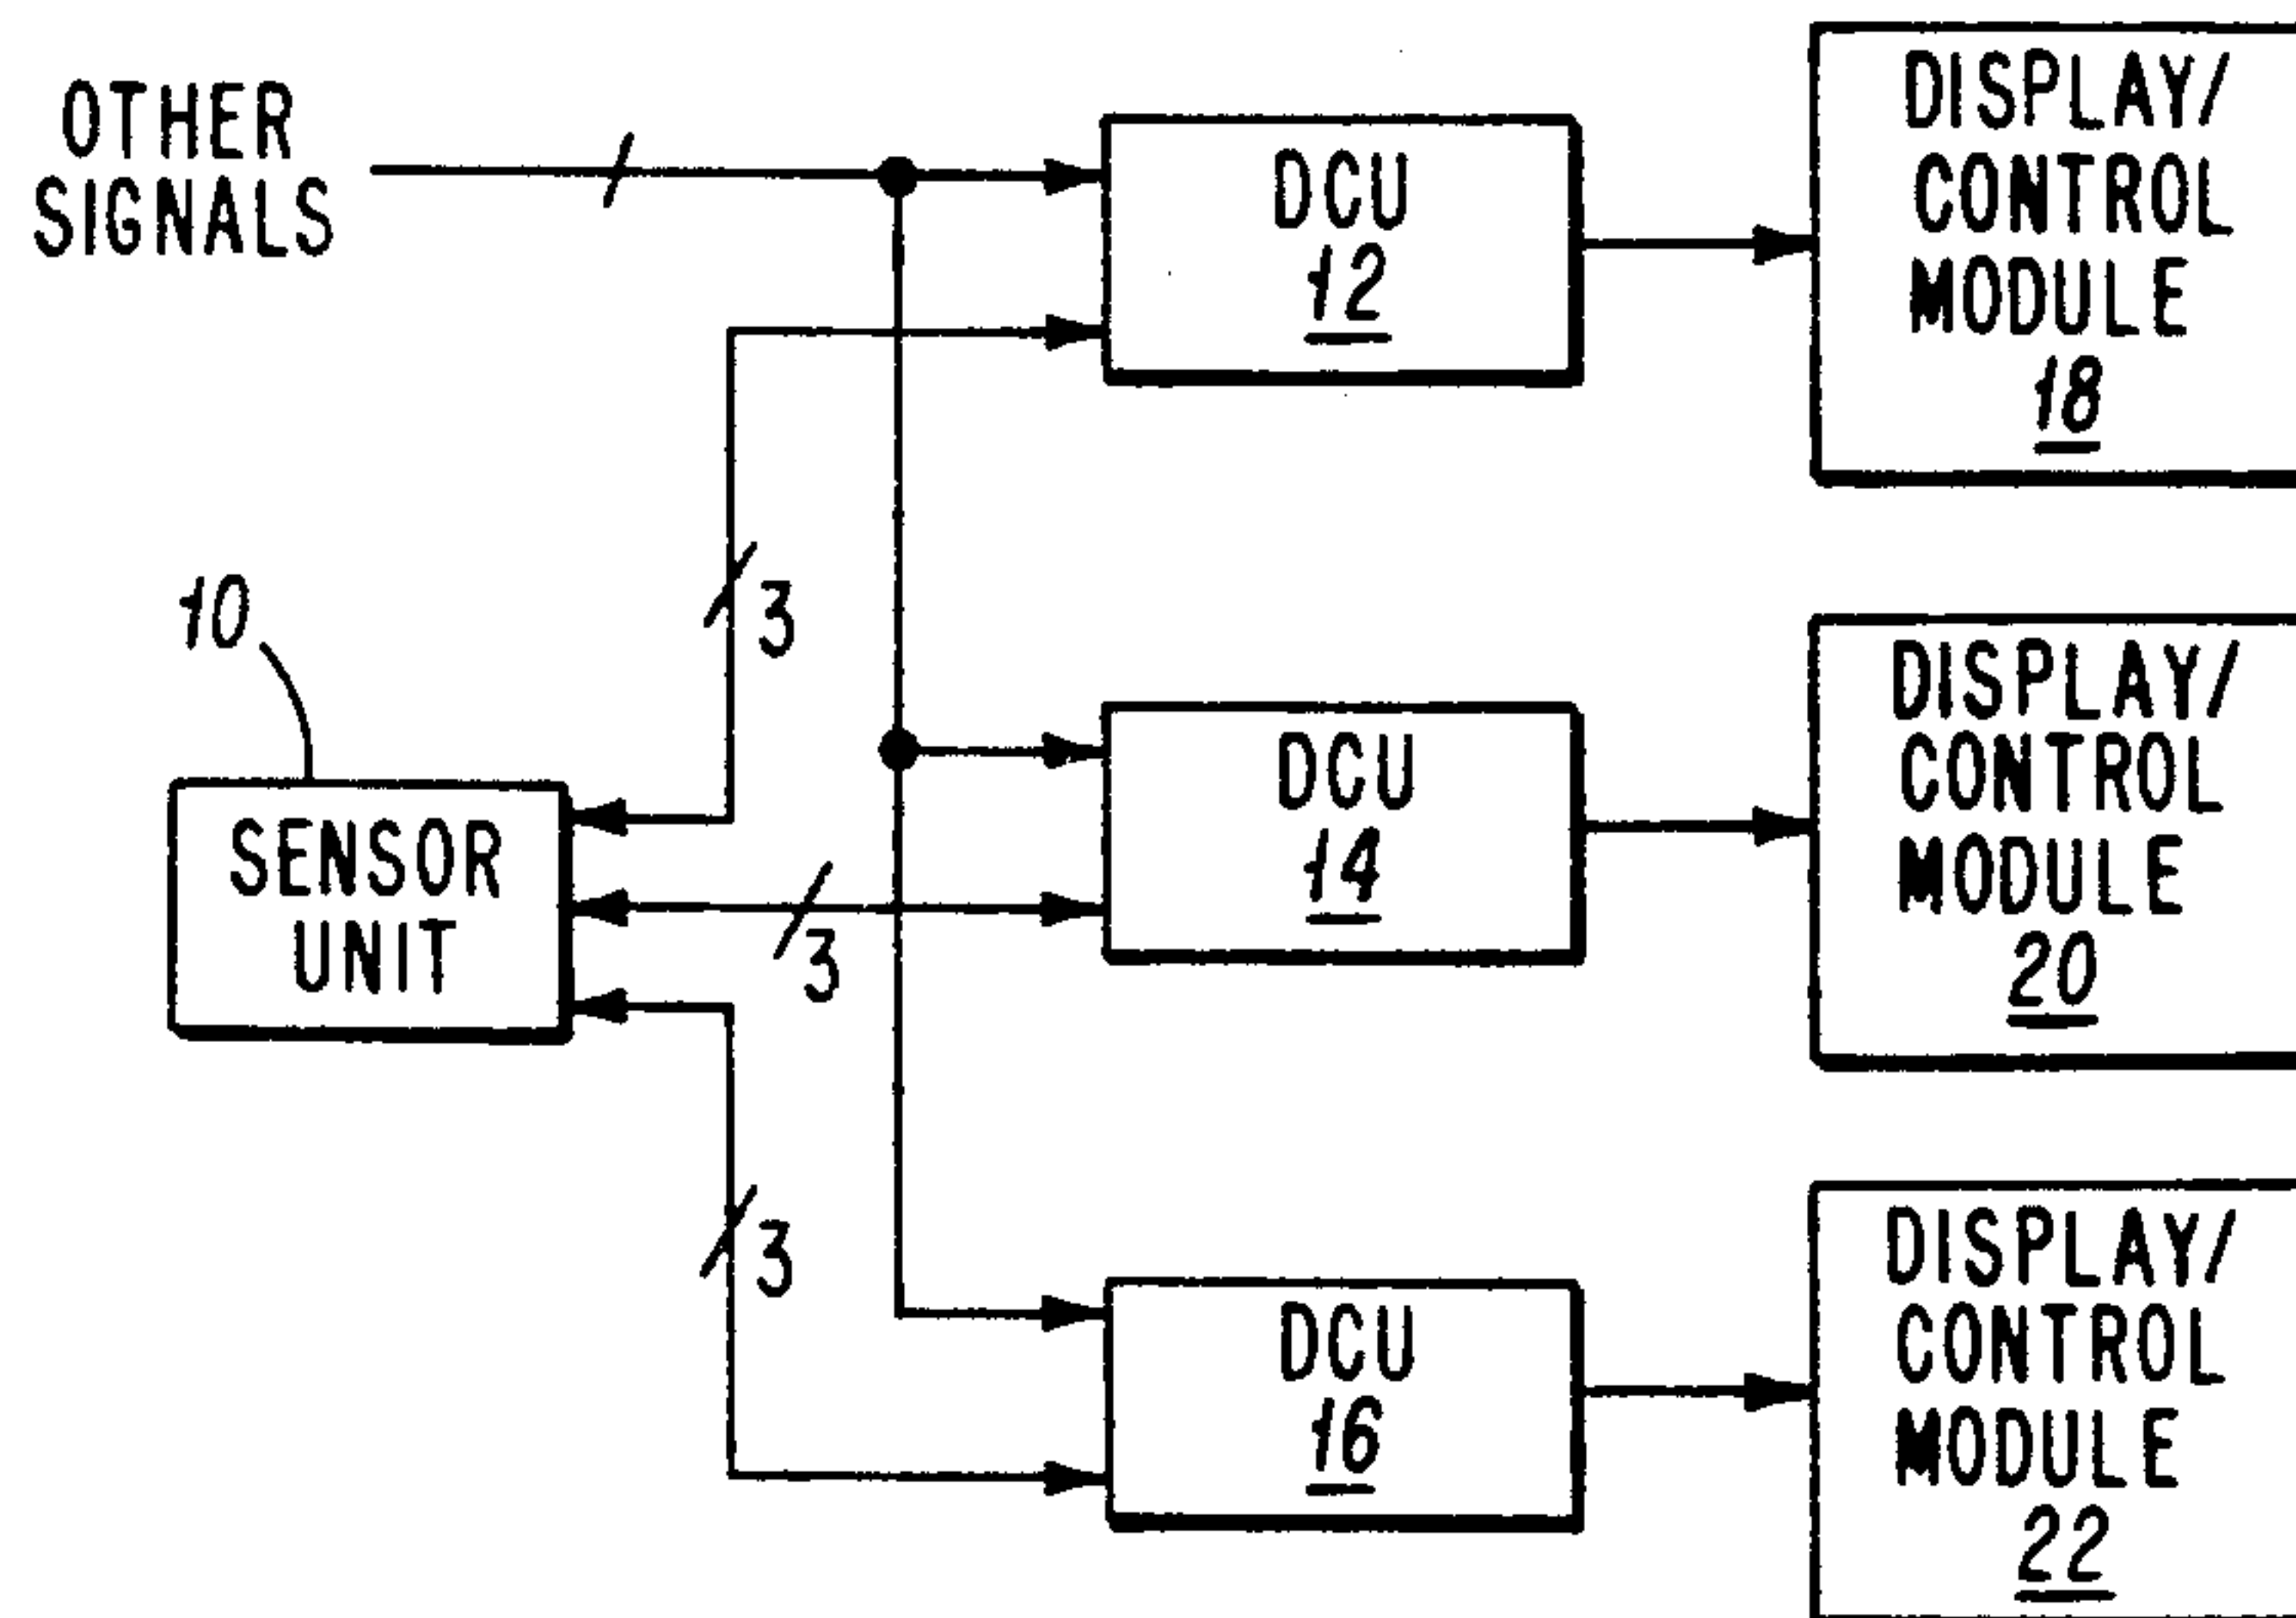 OTHER
SIGNALS
DCU
12
DISPLAY/
CONTROL
MODULE
18
3
10
SENSOR
UNIT
3
DCU
14
DISPLAY/
CONTROL
MODULE
20
3
DCU
16
DISPLAY/
CONTROL
MODULE
22